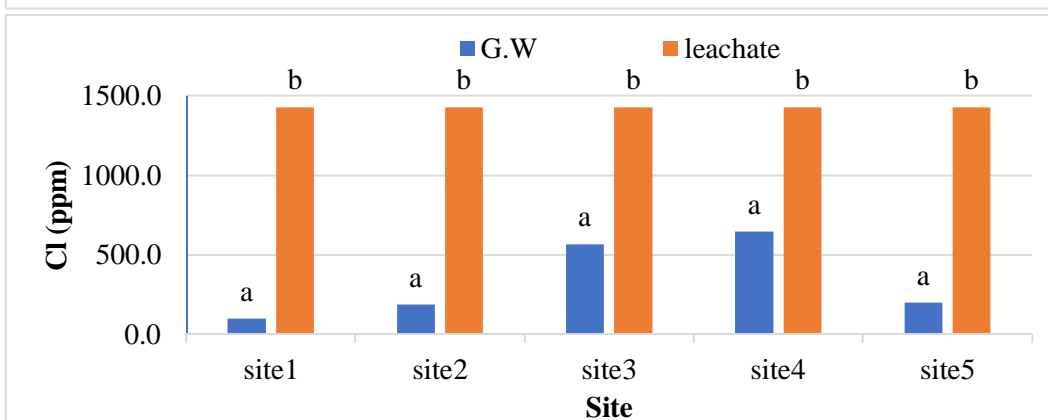 G.W leachate
b b b b b
1500.0
1000.0
a a
500.0
a a a
0.0
site1 site2 site3 site4 site5
Site
Cl (ppm)